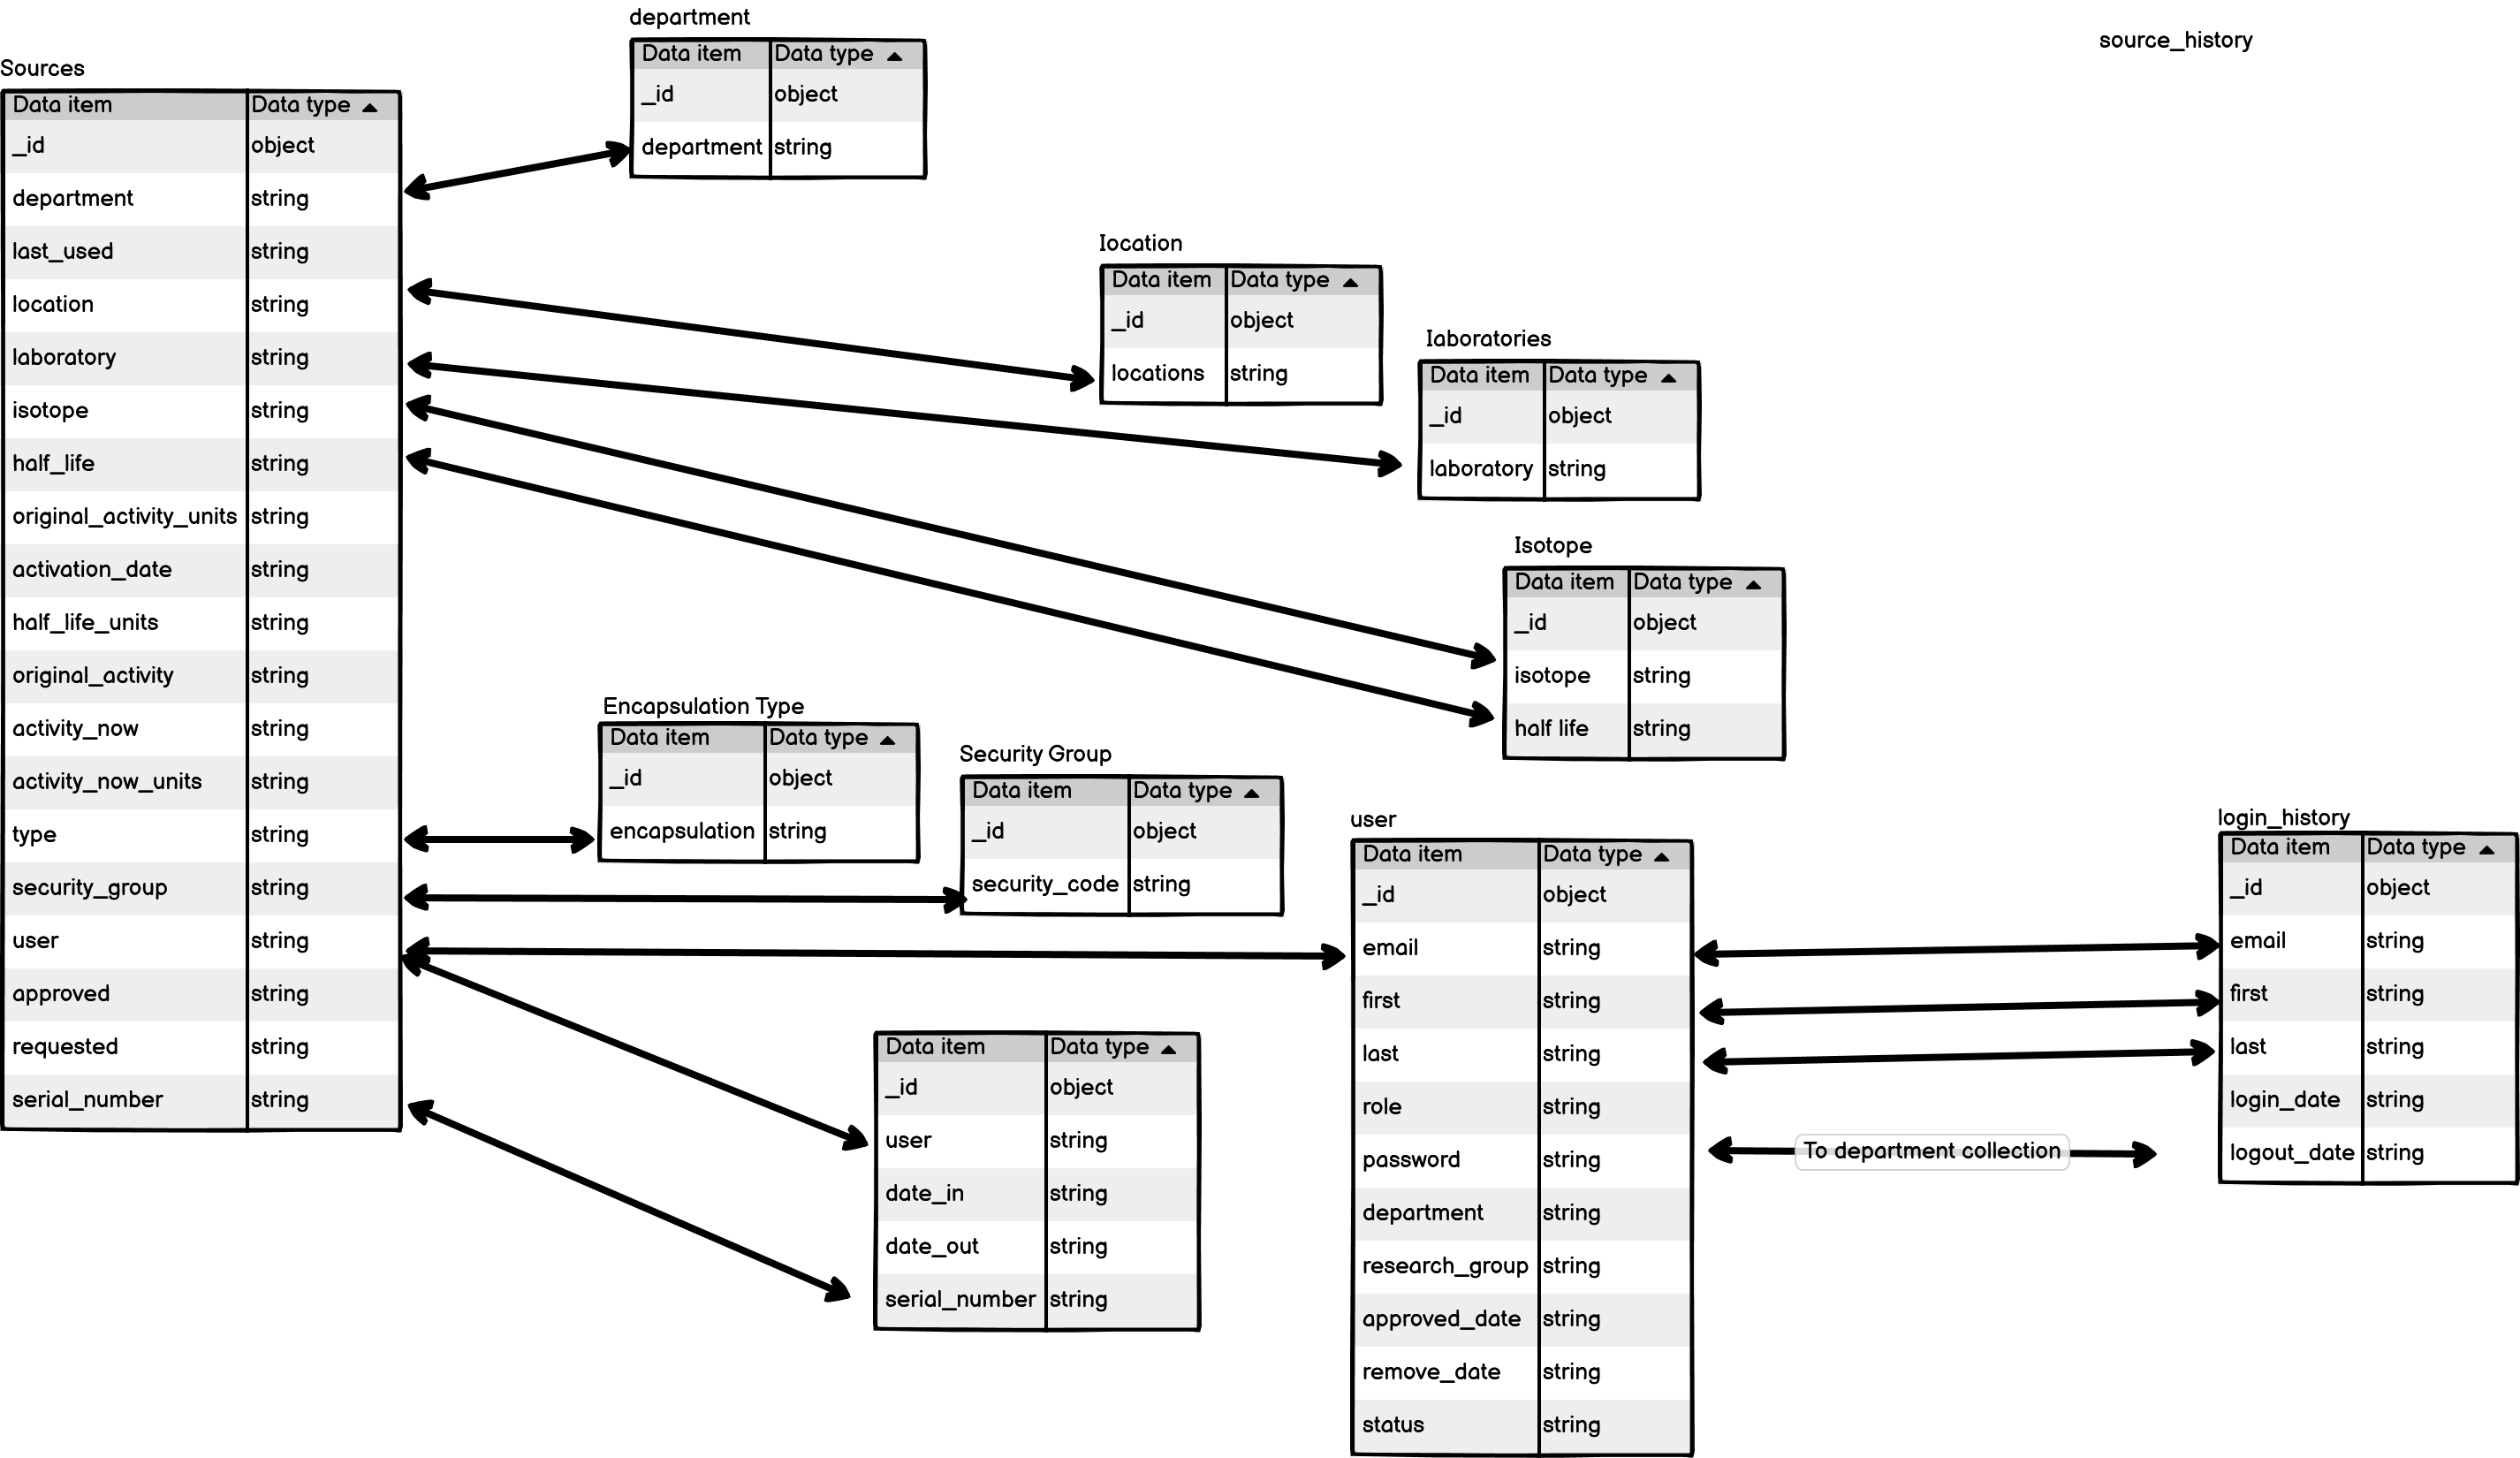 department
Data item Data type
_id object
department string
source_history
Sources
Data item Data type
_id object
department string
last_used string
location string
laboratory string
isotope string
half_life string
original_activity_units string
activation_date string
half_life_units string
original_activity string
activity_now string
activity_now_units string
type string
security_group string
user string
approved string
requested string
serial_number string
location
Data item Data type
_id object
locations string
laboratories
Data item Data type
_id object
laboratory string
Isotope
Data item Data type
_id object
isotope string
half life string
Encapsulation Type
Data item Data type
_id object
encapsulation string
Security Group
Data item Data type
_id object
security_code string
user
Data item Data type
_id object
email string
first string
last string
role string
password string
department string
research_group string
approved_date string
remove_date string
status string
login_history
Data item Data type
_id object
email string
first string
last string
login_date string
logout_date string
To department collection
Data item Data type
_id object
user string
date_in string
date_out string
serial_number string